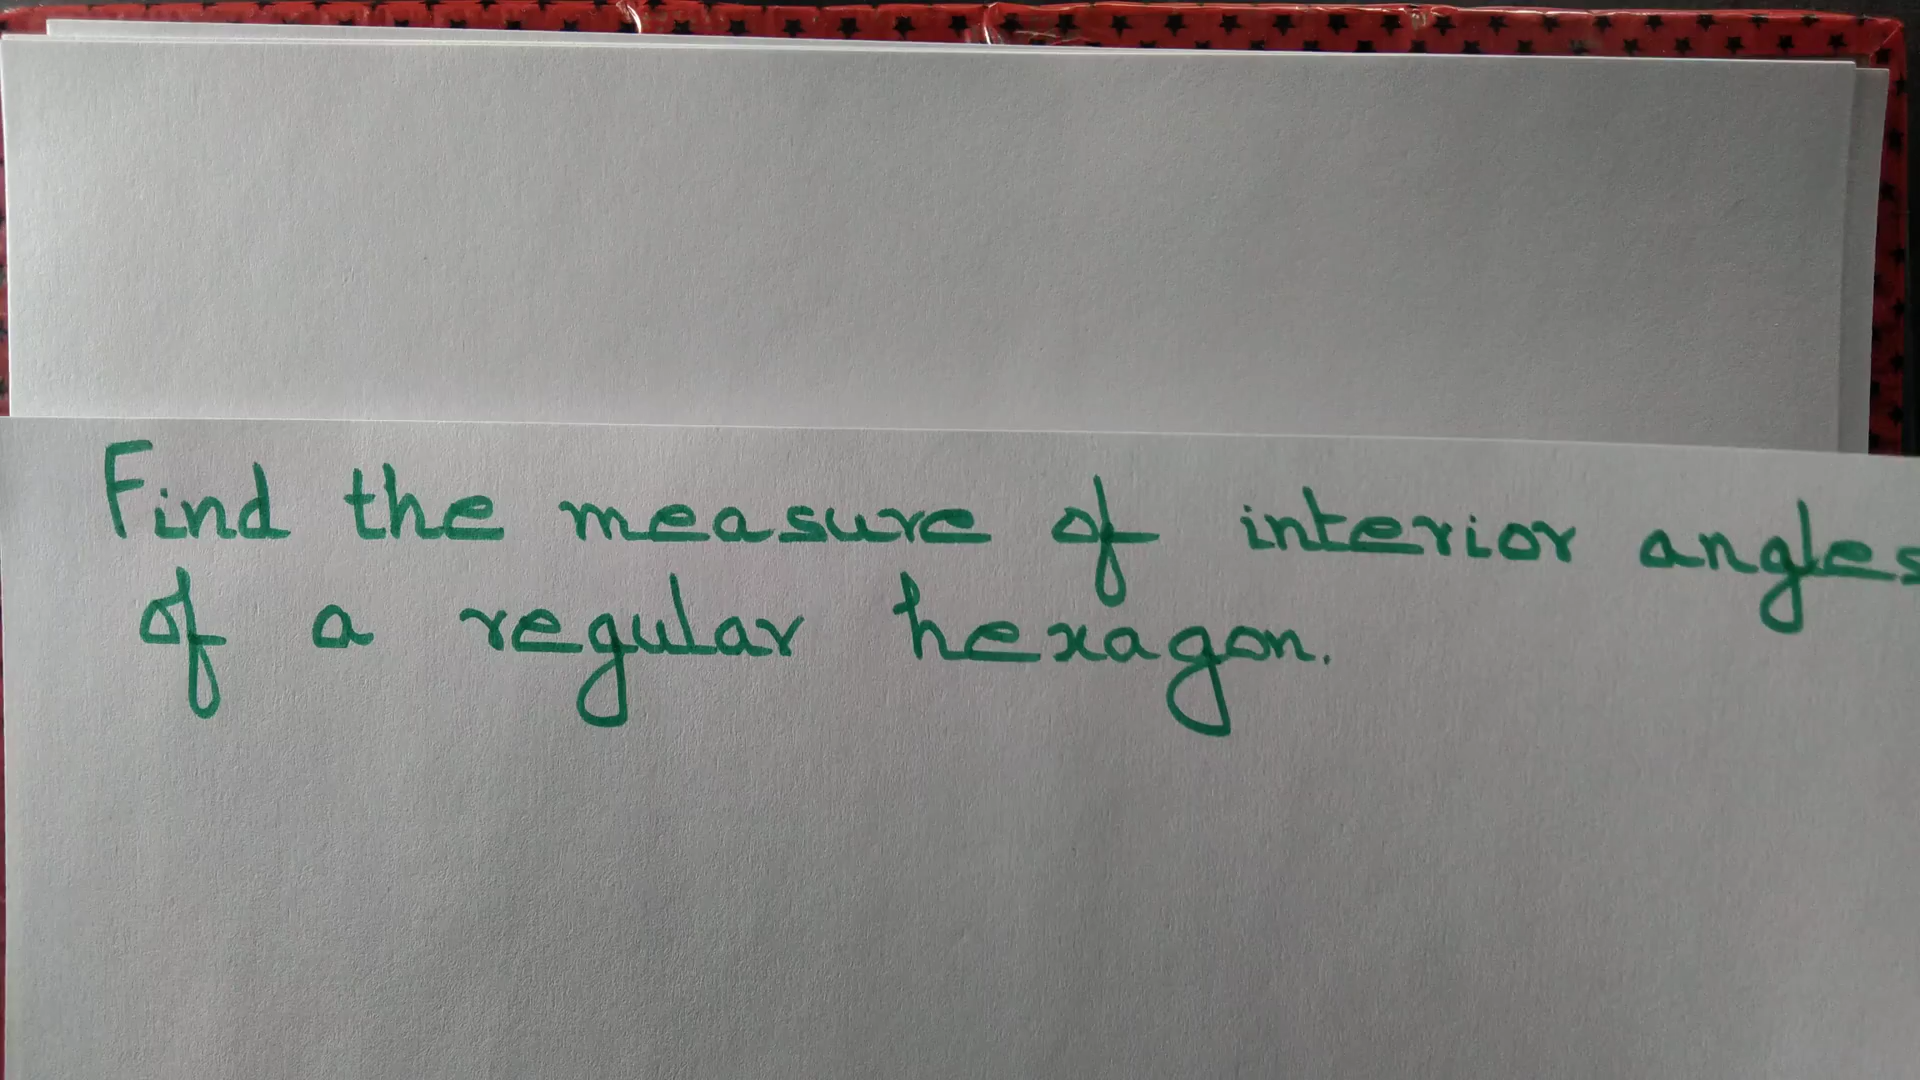 Find the measure of interior angles
of a regular hexagon.